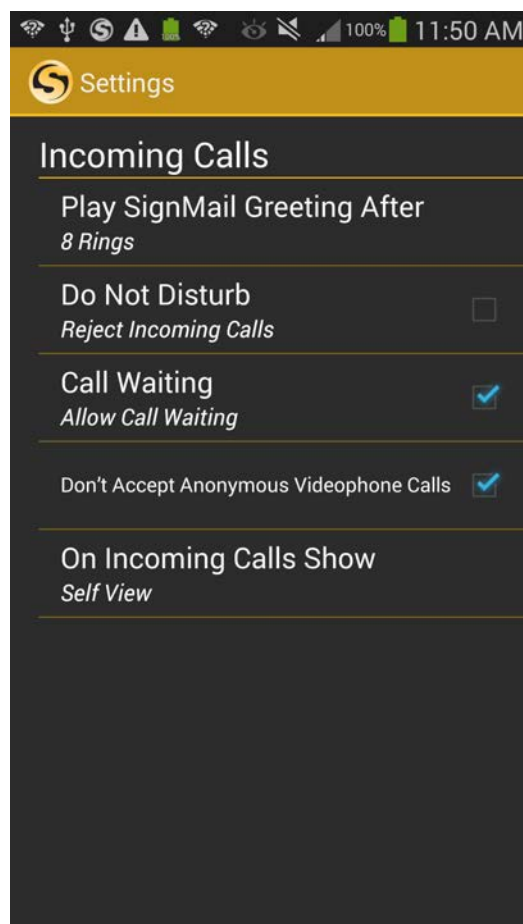 100% 100% 11:50 AM
Settings
Incoming Calls
Play SignMail Greeting After
8 Rings
Do Not Disturb
Reject Incoming Calls
Call Waiting
Allow Call Waiting
Don't Accept Anonymous Videophone Calls
On Incoming Calls Show
Self View